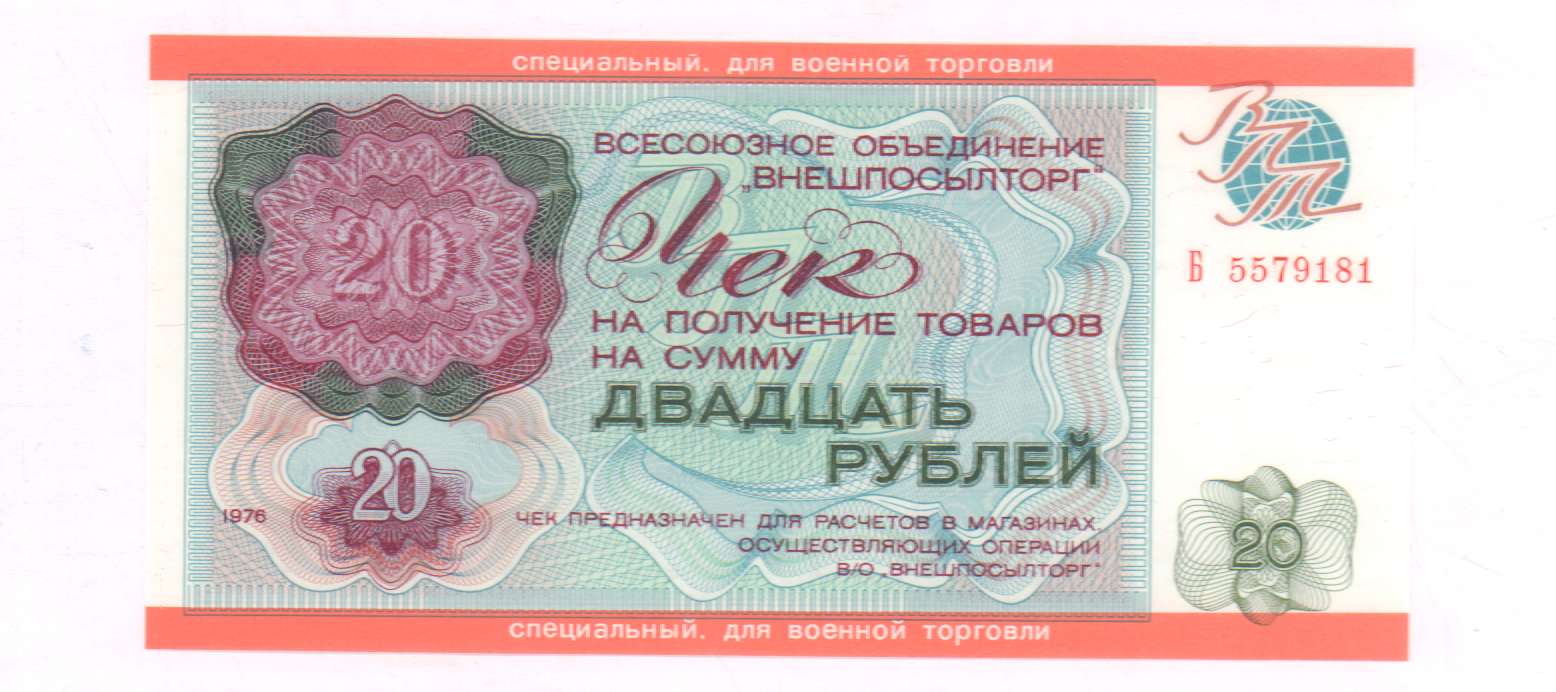 специальный. для военной торговли
ВПТ
ВСЕСОЮЗНОЕ ОБЪЕДИНЕНИЕ
„ВНЕШПОСЫЛТОРГ“
Чек
Б 5579181
20
НА ПОЛУЧЕНИЕ ТОВАРОВ
НА СУММУ
ДВАДЦАТЬ
РУБЛЕЙ
20
1976
ЧЕК ПРЕДНАЗНАЧЕН ДЛЯ РАСЧЕТОВ В МАГАЗИНАХ,
ОСУЩЕСТВЛЯЮЩИХ ОПЕРАЦИИ
В/О „ВНЕШПОСЫЛТОРГ“
20
специальный. для военной торговли